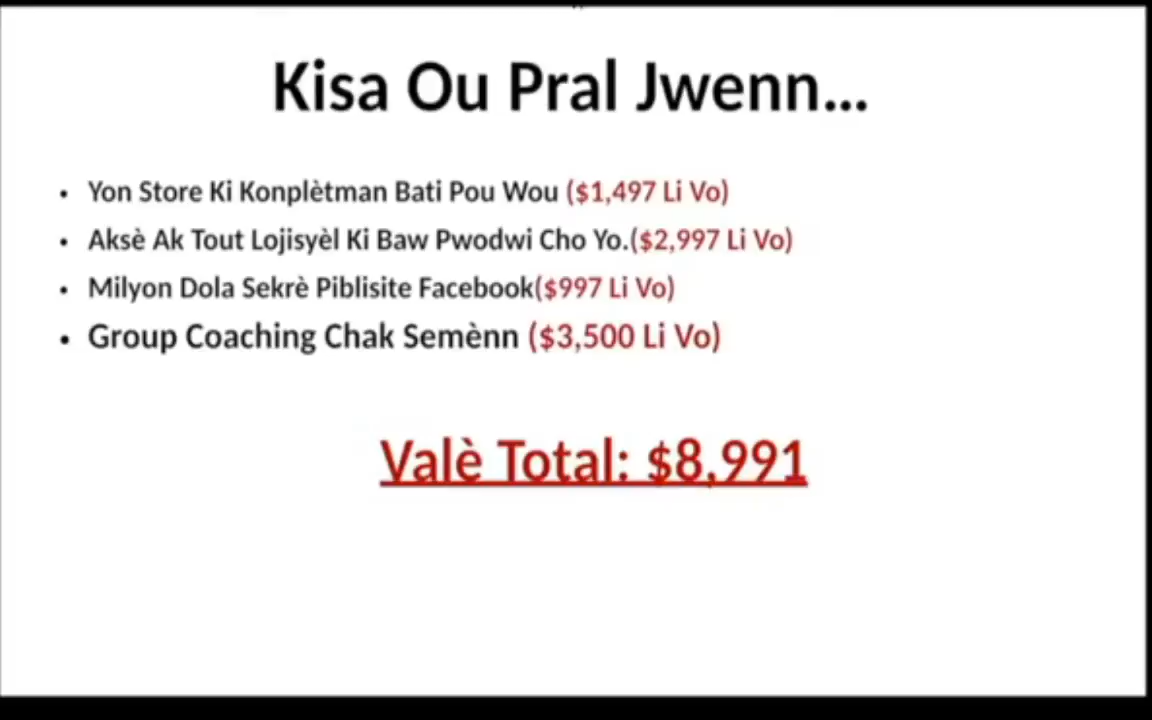 Kisa Ou Pral Jwenn...
• Yon Store Ki Konplètman Bati Pou Wou ($1,497 Li Vo)
• Aksè Ak Tout Lojisyèl Ki Baw Pwodwi Cho Yo.($2,997 Li Vo)
• Milyon Dola Sekrè Piblisite Facebook($997 Li Vo)
• Group Coaching Chak Semènn ($3,500 Li Vo)
Valè Total: $8,991